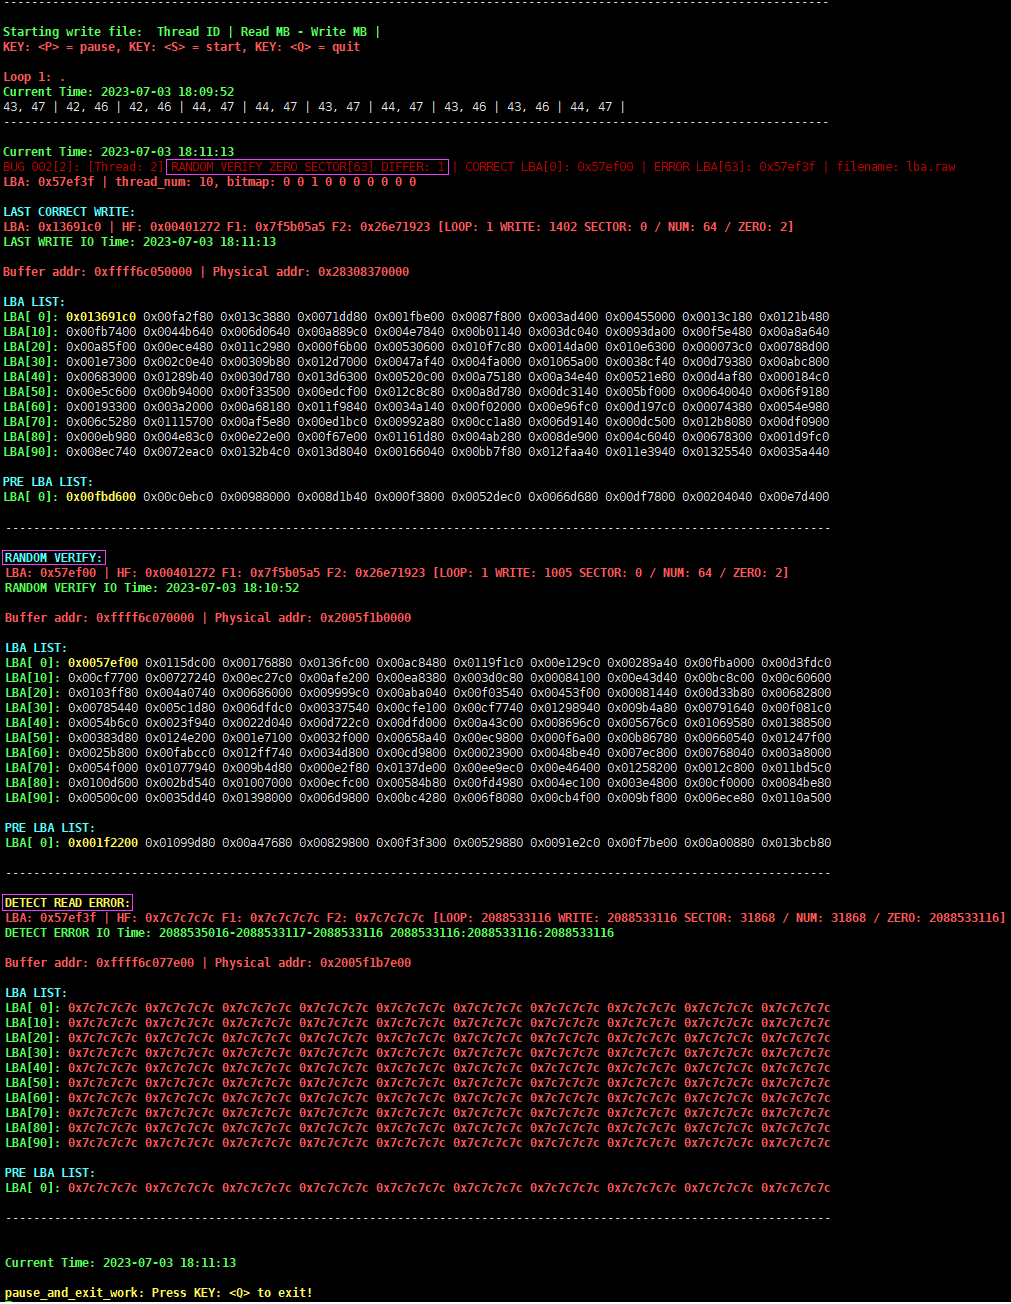 -----------------------------------------------------------------------------------------------------------------------
Starting write file:  Thread ID | Read MB - Write MB |
KEY: <P> = pause, KEY: <S> = start, KEY: <Q> = quit
Loop 1: .
Current Time: 2023-07-03 18:09:52
43, 47 | 42, 46 | 42, 46 | 44, 47 | 44, 47 | 43, 47 | 44, 47 | 43, 46 | 43, 46 | 44, 47 |
-----------------------------------------------------------------------------------------------------------------------
Current Time: 2023-07-03 18:11:13
BUG 002[2]: [Thread: 2] RANDOM VERIFY ZERO SECTOR[63] DIFFER: 1 | CORRECT LBA[0]: 0x57ef00 | ERROR LBA[63]: 0x57ef3f | filename: lba.raw
LBA: 0x57ef3f | thread_num: 10, bitmap: 0 0 1 0 0 0 0 0 0 0
LAST CORRECT WRITE:
LBA: 0x13691c0 | HF: 0x00401272 F1: 0x7f5b05a5 F2: 0x26e71923 [LOOP: 1 WRITE: 1402 SECTOR: 0 / NUM: 64 / ZERO: 2]
LAST WRITE IO Time: 2023-07-03 18:11:13
Buffer addr: 0xffff6c050000 | Physical addr: 0x28308370000
LBA LIST:
LBA[ 0]: 0x013691c0 0x00fa2f80 0x013c3880 0x0071dd80 0x001fbe00 0x0087f800 0x003ad400 0x00455000 0x0013c180 0x0121b480
LBA[10]: 0x00fb7400 0x0044b640 0x006d0640 0x00a889c0 0x004e7840 0x00b01140 0x003dc040 0x0093da00 0x00f5e480 0x00a8a640
LBA[20]: 0x00a85f00 0x00ece480 0x011c2980 0x00f6b00 0x00530600 0x010f7c80 0x0014da00 0x010e6300 0x000073c0 0x00788d00
LBA[30]: 0x001e7300 0x002c0e40 0x00309b80 0x012d7000 0x0047af40 0x004fa000 0x01065a00 0x0038cf40 0x00d79380 0x00abc800
LBA[40]: 0x00683000 0x01289b40 0x0030d780 0x013d6300 0x00520c00 0x00a75180 0x00a34e40 0x00521e80 0x00d4af80 0x000184c0
LBA[50]: 0x00e5c600 0x00b94000 0x00f33500 0x00edcf00 0x012c8c80 0x00a8d780 0x00dc3140 0x005bf000 0x00640040 0x006f9180
LBA[60]: 0x00193300 0x003a2000 0x00a68180 0x011f9840 0x0034a140 0x00f02000 0x00e96fc0 0x00d197c0 0x00074380 0x0054e980
LBA[70]: 0x006c5280 0x01115700 0x00af5e80 0x00ed1bc0 0x00992a80 0x00cc1a80 0x006d9140 0x000dc500 0x012b8080 0x00df0900
LBA[80]: 0x000eb980 0x004e83c0 0x00e22e00 0x00f67e00 0x01161d80 0x004ab280 0x008de900 0x004c6040 0x00678300 0x001d9fc0
LBA[90]: 0x008ec740 0x0072eac0 0x0132b4c0 0x013d8040 0x00166040 0x00bb7f80 0x012faa40 0x011e3940 0x01325540 0x0035a440
PRE LBA LIST:
LBA[ 0]: 0x00fbd600 0x00c0ebc0 0x00988000 0x008d1b40 0x000f3800 0x0052dec0 0x0066d680 0x00df7800 0x00204040 0x00e7d400
-----------------------------------------------------------------------------------------------------------------------
RANDOM VERIFY:
LBA: 0x57ef00 | HF: 0x00401272 F1: 0x7f5b05a5 F2: 0x26e71923 [LOOP: 1 WRITE: 1005 SECTOR: 0 / NUM: 64 / ZERO: 2]
RANDOM VERIFY IO Time: 2023-07-03 18:10:52
Buffer addr: 0xffff6c070000 | Physical addr: 0x2005f1b0000
LBA LIST:
LBA[ 0]: 0x0057ef00 0x0115dc00 0x00176880 0x0136fc00 0x00ac8480 0x0119f1c0 0x00e129c0 0x00289a40 0x00fba000 0x00d3fdc0
LBA[10]: 0x00cf7700 0x00727240 0x00ec27c0 0x00afe200 0x00ea8380 0x003d0c80 0x00084100 0x00e43d40 0x00bc8c00 0x00c60600
LBA[20]: 0x0103ff80 0x004a0740 0x00686000 0x009999c0 0x00aba040 0x00f03540 0x00453f00 0x00081440 0x00d33b80 0x00682800
LBA[30]: 0x00785440 0x005c1d80 0x006dfdc0 0x00337540 0x00cfe100 0x00cf7740 0x01298940 0x009b4a80 0x00791640 0x00f081c0
LBA[40]: 0x0054b6c0 0x0023f940 0x0022d040 0x00d722c0 0x00dfd000 0x00a43c00 0x008696c0 0x005676c0 0x01069580 0x01388500
LBA[50]: 0x00383d80 0x0124e200 0x001e7100 0x0032f000 0x00658a40 0x00ec9800 0x000f6a00 0x00b86780 0x00660540 0x01247f00
LBA[60]: 0x0025b800 0x00fabcc0 0x012ff740 0x0034d800 0x00cd9800 0x00023900 0x0048be40 0x007ec800 0x00768040 0x003a8000
LBA[70]: 0x0054f000 0x01077940 0x009b4d80 0x000e2f80 0x0137de00 0x00ee9ec0 0x00e46400 0x01258200 0x0012c800 0x011bd5c0
LBA[80]: 0x0100d600 0x002bd540 0x01007000 0x00ecfc00 0x00584b80 0x00fd4980 0x004ec100 0x003e4800 0x00cf0000 0x0084be80
LBA[90]: 0x00500c00 0x0035dd40 0x01398000 0x006d9800 0x00bc4280 0x006f8080 0x00cb4f00 0x009bf800 0x006ece80 0x0110a500
PRE LBA LIST:
LBA[ 0]: 0x001f2200 0x01099d80 0x00a47680 0x00829800 0x00f3f300 0x00529880 0x0091e2c0 0x00f7be00 0x00a00880 0x013bcb80
-----------------------------------------------------------------------------------------------------------------------
DETECT READ ERROR:
LBA: 0x57ef3f | HF: 0x7c7c7c7c F1: 0x7c7c7c7c F2: 0x7c7c7c7c [LOOP: 2088533116 WRITE: 2088533116 SECTOR: 31868 / NUM: 31868 / ZERO: 2088533116]
DETECT ERROR IO Time: 2088535016-2088533117-2088533116 2088533116:2088533116:2088533116
Buffer addr: 0xffff6c077e00 | Physical addr: 0x2005f1b7e00
LBA LIST:
LBA[ 0]: 0x7c7c7c7c 0x7c7c7c7c 0x7c7c7c7c 0x7c7c7c7c 0x7c7c7c7c 0x7c7c7c7c 0x7c7c7c7c 0x7c7c7c7c 0x7c7c7c7c 0x7c7c7c7c
LBA[10]: 0x7c7c7c7c 0x7c7c7c7c 0x7c7c7c7c 0x7c7c7c7c 0x7c7c7c7c 0x7c7c7c7c 0x7c7c7c7c 0x7c7c7c7c 0x7c7c7c7c 0x7c7c7c7c
LBA[20]: 0x7c7c7c7c 0x7c7c7c7c 0x7c7c7c7c 0x7c7c7c7c 0x7c7c7c7c 0x7c7c7c7c 0x7c7c7c7c 0x7c7c7c7c 0x7c7c7c7c 0x7c7c7c7c
LBA[30]: 0x7c7c7c7c 0x7c7c7c7c 0x7c7c7c7c 0x7c7c7c7c 0x7c7c7c7c 0x7c7c7c7c 0x7c7c7c7c 0x7c7c7c7c 0x7c7c7c7c 0x7c7c7c7c
LBA[40]: 0x7c7c7c7c 0x7c7c7c7c 0x7c7c7c7c 0x7c7c7c7c 0x7c7c7c7c 0x7c7c7c7c 0x7c7c7c7c 0x7c7c7c7c 0x7c7c7c7c 0x7c7c7c7c
LBA[50]: 0x7c7c7c7c 0x7c7c7c7c 0x7c7c7c7c 0x7c7c7c7c 0x7c7c7c7c 0x7c7c7c7c 0x7c7c7c7c 0x7c7c7c7c 0x7c7c7c7c 0x7c7c7c7c
LBA[60]: 0x7c7c7c7c 0x7c7c7c7c 0x7c7c7c7c 0x7c7c7c7c 0x7c7c7c7c 0x7c7c7c7c 0x7c7c7c7c 0x7c7c7c7c 0x7c7c7c7c 0x7c7c7c7c
LBA[70]: 0x7c7c7c7c 0x7c7c7c7c 0x7c7c7c7c 0x7c7c7c7c 0x7c7c7c7c 0x7c7c7c7c 0x7c7c7c7c 0x7c7c7c7c 0x7c7c7c7c 0x7c7c7c7c
LBA[80]: 0x7c7c7c7c 0x7c7c7c7c 0x7c7c7c7c 0x7c7c7c7c 0x7c7c7c7c 0x7c7c7c7c 0x7c7c7c7c 0x7c7c7c7c 0x7c7c7c7c 0x7c7c7c7c
LBA[90]: 0x7c7c7c7c 0x7c7c7c7c 0x7c7c7c7c 0x7c7c7c7c 0x7c7c7c7c 0x7c7c7c7c 0x7c7c7c7c 0x7c7c7c7c 0x7c7c7c7c 0x7c7c7c7c
PRE LBA LIST:
LBA[ 0]: 0x7c7c7c7c 0x7c7c7c7c 0x7c7c7c7c 0x7c7c7c7c 0x7c7c7c7c 0x7c7c7c7c 0x7c7c7c7c 0x7c7c7c7c 0x7c7c7c7c 0x7c7c7c7c
-----------------------------------------------------------------------------------------------------------------------
Current Time: 2023-07-03 18:11:13
pause_and_exit_work: Press KEY: <Q> to exit!